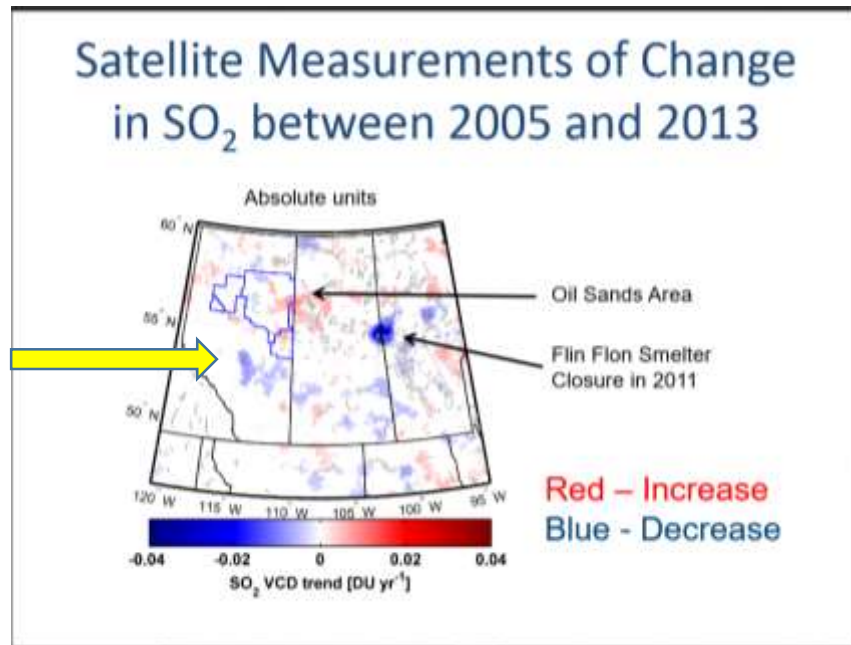 Satellite Measurements of Change
in SO₂ between 2005 and 2013
Absolute units
60° N
55° N
50° N
120 W
115 W
110 W
105 W
100 W
95 W
Oil Sands Area
Flin Flon Smelter
Closure in 2011
Red – Increase
Blue - Decrease
-0.04 -0.02 0 0.02 0.04
SO₂ VCD trend [DU yr⁻¹]